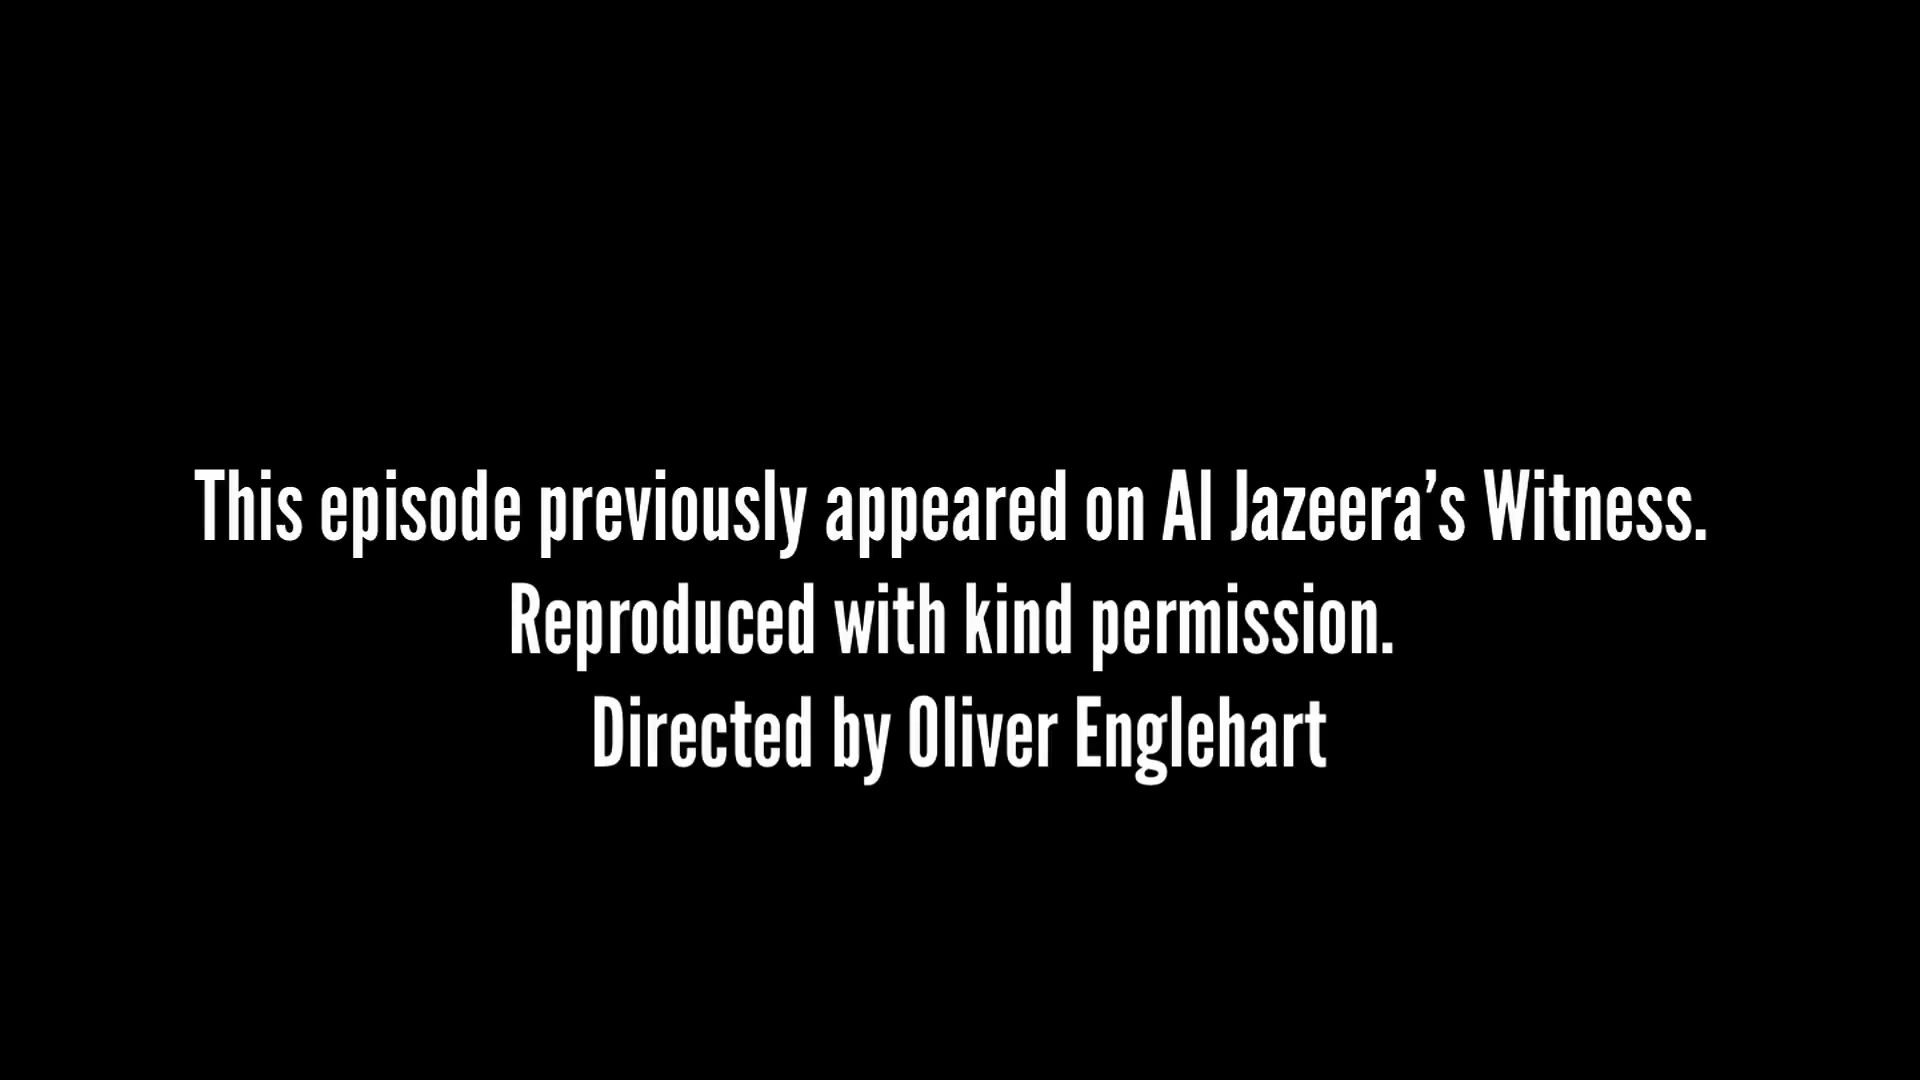 This episode previously appeared on Al Jazeera’s Witness.
Reproduced with kind permission.
Directed by Oliver Englehart